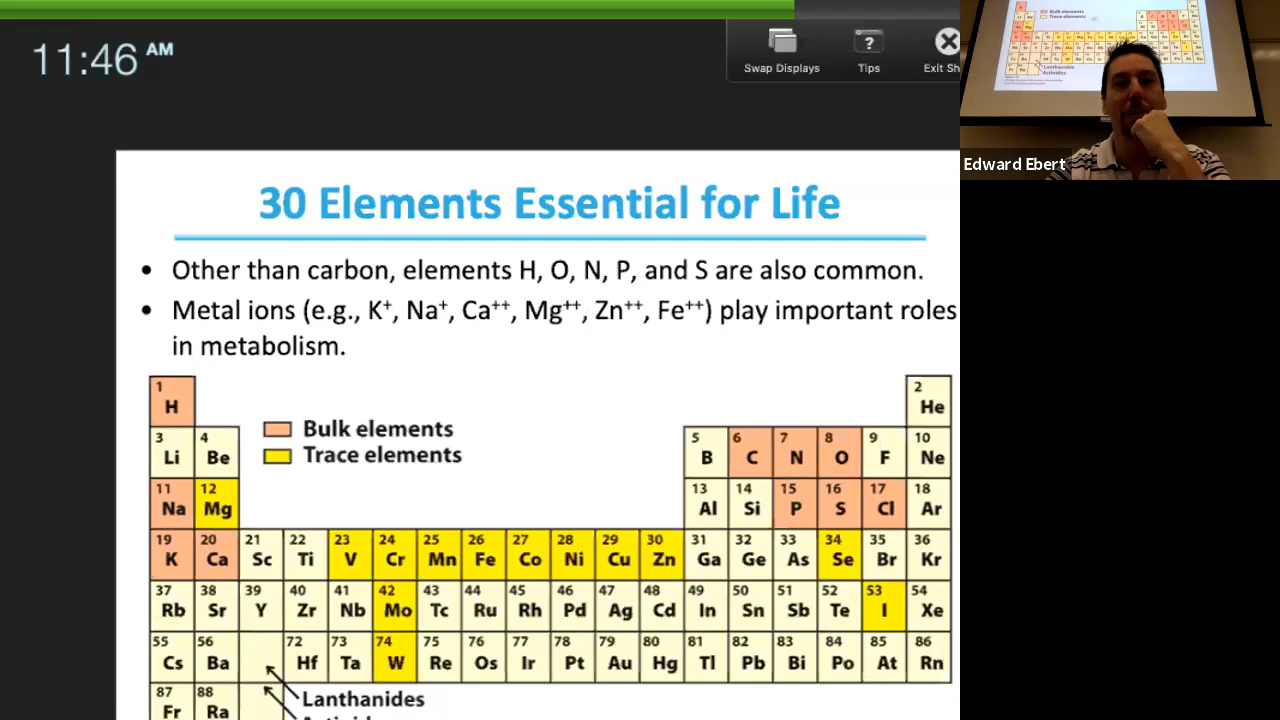 11:46 AM
Swap Displays
Tips
Exit Sh
Edward Ebert
30 Elements Essential for Life
• Other than carbon, elements H, O, N, P, and S are also common.
• Metal ions (e.g., K⁺, Na⁺, Ca⁺⁺, Mg⁺⁺, Zn⁺⁺, Fe⁺⁺) play important roles
in metabolism.
1 H 2 He
Bulk elements
Trace elements
3 Li 4 Be 5 B 6 C 7 N 8 O 9 F 10 Ne
11 Na 12 Mg 13 Al 14 Si 15 P 16 S 17 Cl 18 Ar
19 K 20 Ca 21 Sc 22 Ti 23 V 24 Cr 25 Mn 26 Fe 27 Co 28 Ni 29 Cu 30 Zn 31 Ga 32 Ge 33 As 34 Se 35 Br 36 Kr
37 Rb 38 Sr 39 Y 40 Zr 41 Nb 42 Mo 43 Tc 44 Ru 45 Rh 46 Pd 47 Ag 48 Cd 49 In 50 Sn 51 Sb 52 Te 53 I 54 Xe
55 Cs 56 Ba 72 Hf 73 Ta 74 W 75 Re 76 Os 77 Ir 78 Pt 79 Au 80 Hg 81 Tl 82 Pb 83 Bi 84 Po 85 At 86 Rn
87 Fr 88 Ra
Lanthanides
Bulk elements
Trace elements
Lanthanides
Actinides